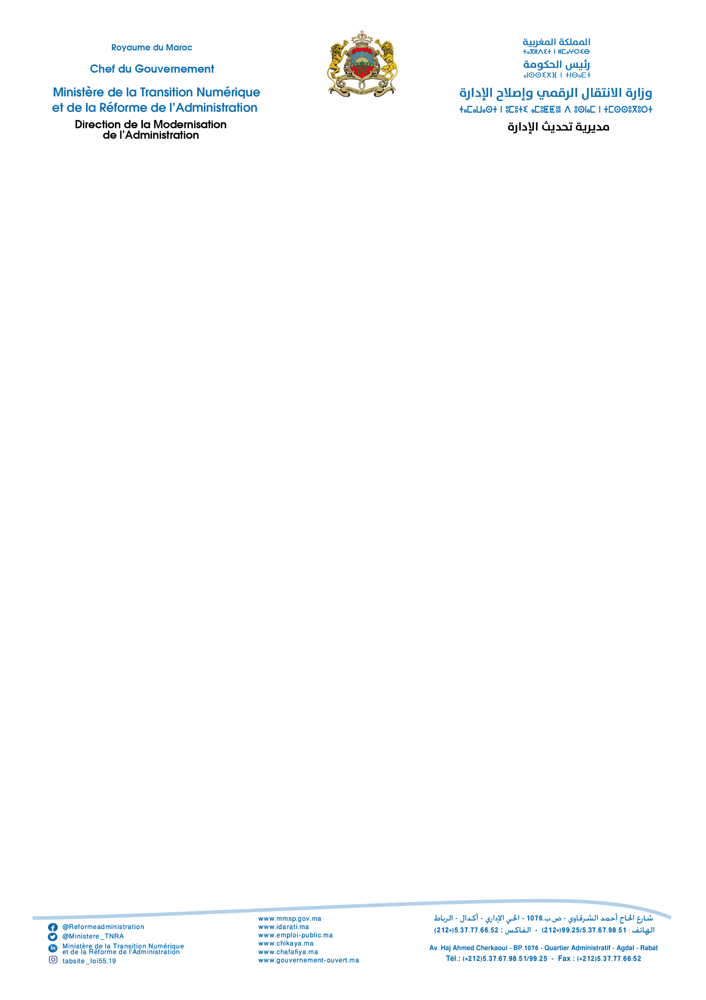 Royaume du Maroc
Chef du Gouvernement
Ministère de la Transition Numérique
et de la Réforme de l'Administration
Direction de la Modernisation
de l'Administration
المملكة المغربية
ⵜⴰⴳⵍⴷⵉⵜ ⵏ ⵍⵎⴰⵖⵔⵉⴱ
رئيس الحكومة
ⴰⵏⵙⵙⵉⵅⴼ ⵏ ⵜⵏⴱⴰⴹⵜ
وزارة الانتقال الرقمي وإصلاح الإدارة
ⵜⴰⵎⴰⵡⴰⵙⵜ ⵏ ⵓⵎⵓⵜⵉ ⴰⵎⵓⵟⵟⵓⵏ ⴷ ⵓⵙⵏⴰⵎ ⵏ ⵜⵎⵙⵙⵓⴳⵓⵔⵜ
مديرية تحديث الإدارة
@Reformeadministration
@Ministere_TNRA
Ministère de la Transition Numérique
et de la Réforme de l'Administration
tabsite_loi55.19
www.mmsp.gov.ma
www.idarati.ma
www.emploi-public.ma
www.chikaya.ma
www.chafafiya.ma
www.gouvernement-ouvert.ma
شارع الحاج أحمد الشرقاوي - ص.ب.1076 - الحي الإداري - أكدال - الرباط
الهاتف : 99.25/5.37.67.98.51(+212) - الفاكس : 5.37.77.66.52(+212)
Av. Haj Ahmed Cherkaoui - BP.1076 - Quartier Administratif - Agdal - Rabat
Tél.: (+212)5.37.67.98.51/99.25 - Fax : (+212)5.37.77.66.52